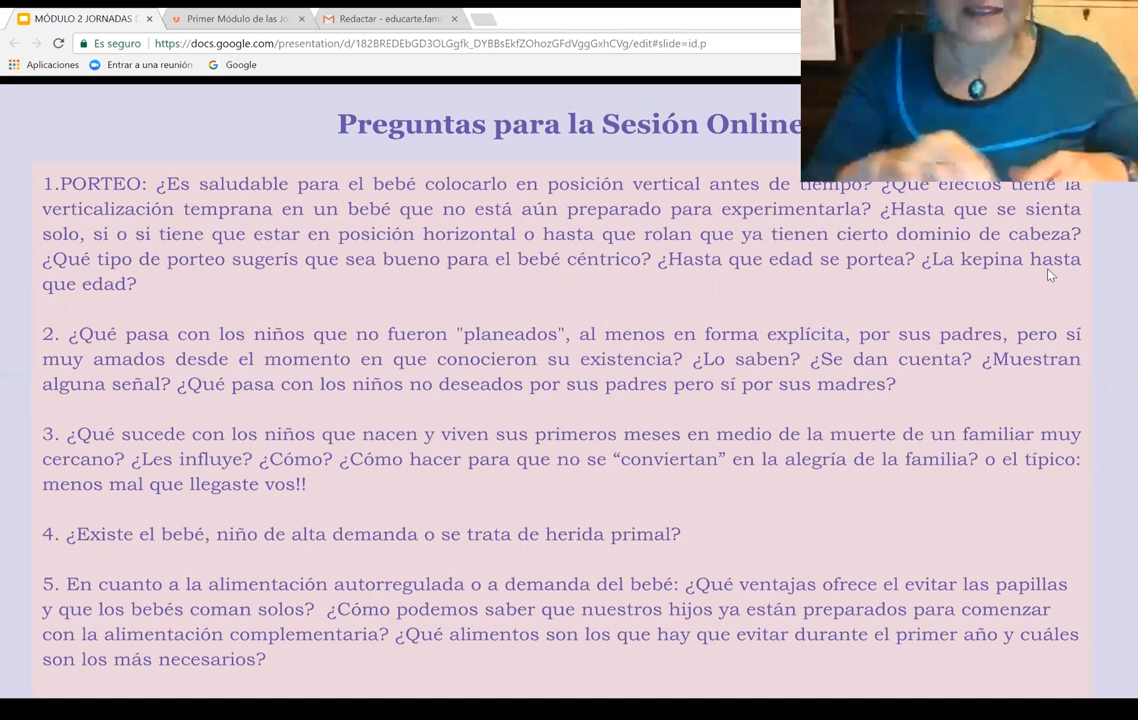 MÓDULO 2 JORNADAS
Primer Módulo de las Jo
Redactar - educarte.fam
Es seguro
https://docs.google.com/presentation/d/182BREDEbGD3OLGgfk_DYBBsEkfZOhozGFdVggGxhCVg/edit#slide=id.p
Aplicaciones
Entrar a una reunión
Google
Preguntas para la Sesión Online
1.PORTEO: ¿Es saludable para el bebé colocarlo en posición vertical antes de tiempo? ¿Qué efectos tiene la
verticalización temprana en un bebé que no está aún preparado para experimentarla? ¿Hasta que se sienta
solo, si o si tiene que estar en posición horizontal o hasta que rolan que ya tienen cierto dominio de cabeza?
¿Qué tipo de porteo sugerís que sea bueno para el bebé céntrico? ¿Hasta que edad se portea? ¿La kepina hasta
que edad?
2. ¿Qué pasa con los niños que no fueron "planeados", al menos en forma explícita, por sus padres, pero sí
muy amados desde el momento en que conocieron su existencia? ¿Lo saben? ¿Se dan cuenta? ¿Muestran
alguna señal? ¿Qué pasa con los niños no deseados por sus padres pero sí por sus madres?
3. ¿Qué sucede con los niños que nacen y viven sus primeros meses en medio de la muerte de un familiar muy
cercano? ¿Les influye? ¿Cómo? ¿Cómo hacer para que no se “conviertan” en la alegría de la familia? o el típico:
menos mal que llegaste vos!!
4. ¿Existe el bebé, niño de alta demanda o se trata de herida primal?
5. En cuanto a la alimentación autorregulada o a demanda del bebé: ¿Qué ventajas ofrece el evitar las papillas
y que los bebés coman solos? ¿Cómo podemos saber que nuestros hijos ya están preparados para comenzar
con la alimentación complementaria? ¿Qué alimentos son los que hay que evitar durante el primer año y cuáles
son los más necesarios?